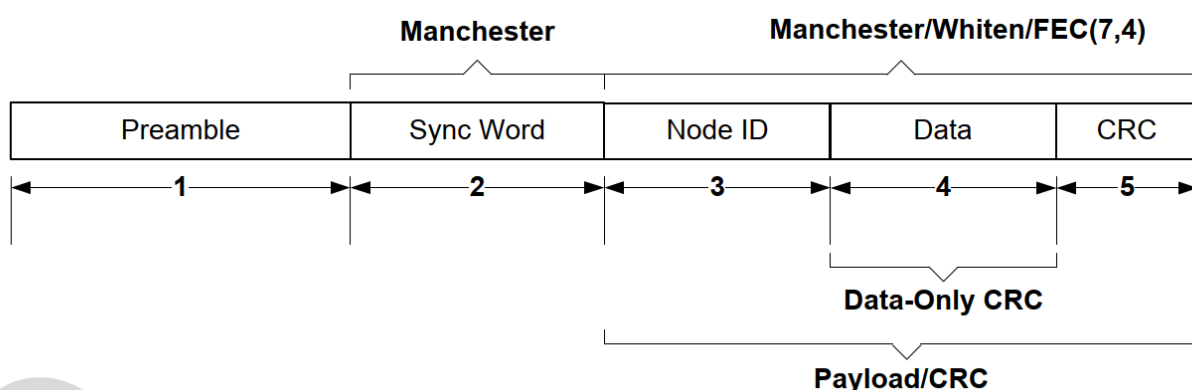 Manchester
Manchester/Whiten/FEC(7,4)
Preamble
Sync Word
Node ID
Data
CRC
1
2
3
4
5
Data-Only CRC
Payload/CRC